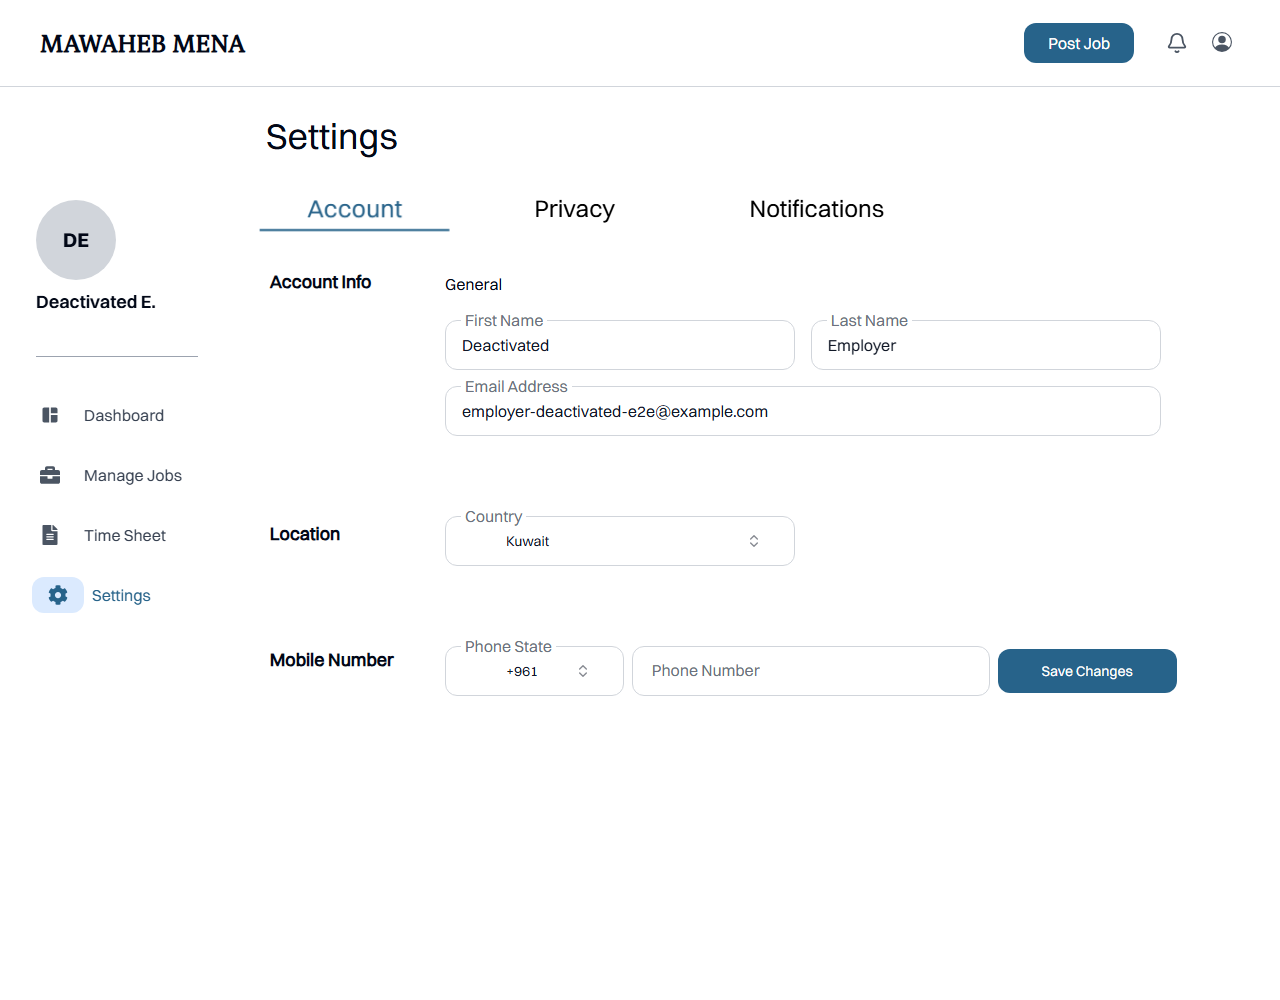 MAWAHEB MENA
Post Job
Settings
Account
Privacy
Notifications
DE
Deactivated E.
Dashboard
Manage Jobs
Time Sheet
Settings
Account Info
General
First Name
Deactivated
Last Name
Employer
Email Address
employer-deactivated-e2e@example.com
Location
Country
Kuwait
Mobile Number
Phone State
+961
Phone Number
Save Changes